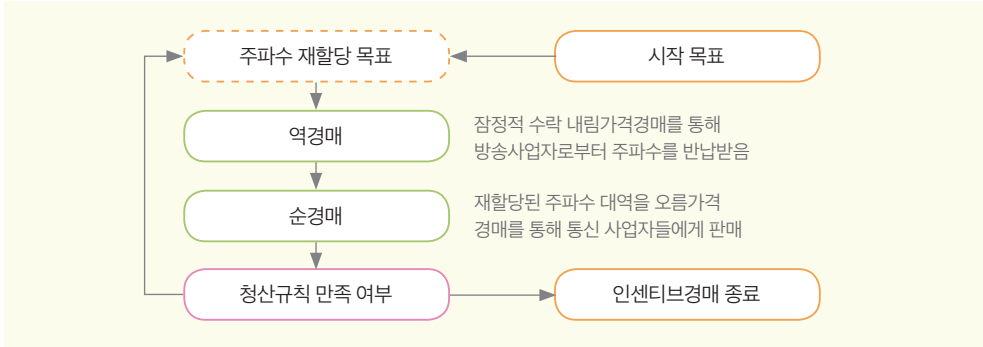 주파수 재할당 목표
시작 목표
역경매
잠정적 수락 내림가격경매를 통해
방송사업자로부터 주파수를 반납받음
순경매
재할당된 주파수 대역을 오름가격
경매를 통해 통신 사업자들에게 판매
청산규칙 만족 여부
인센티브경매 종료